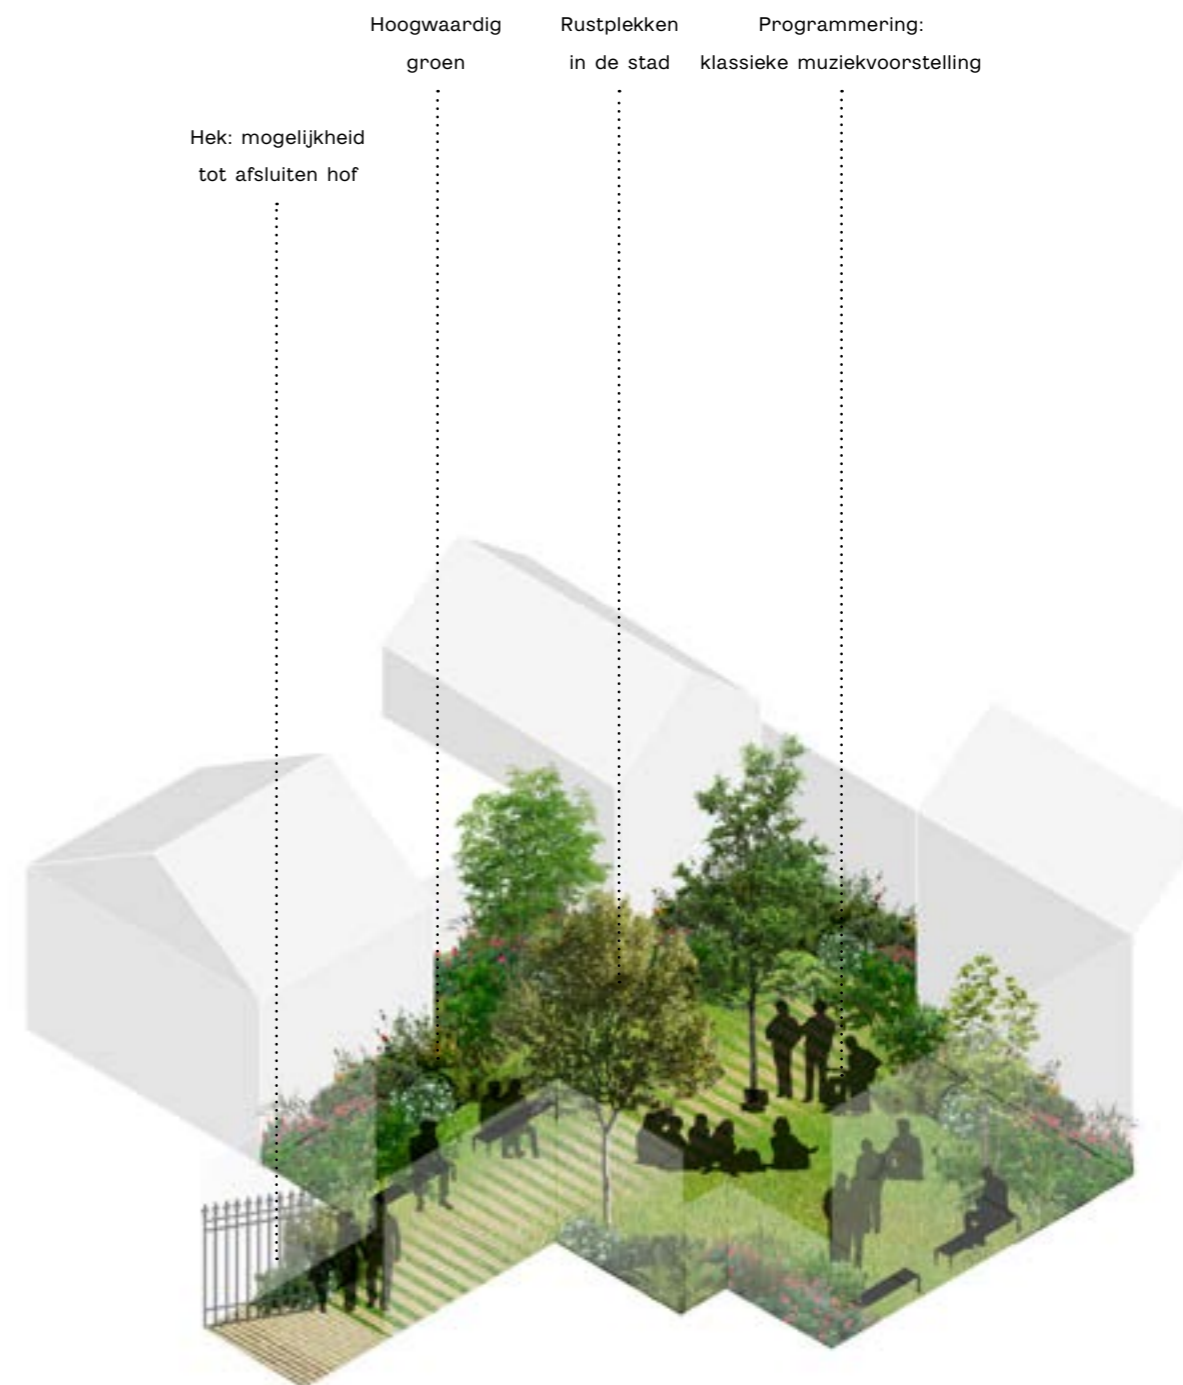 Hoogwaardig
groen
Rustplekken
in de stad
Programmering:
klassieke muziekvoorstelling
Hek: mogelijkheid
tot afsluiten hof